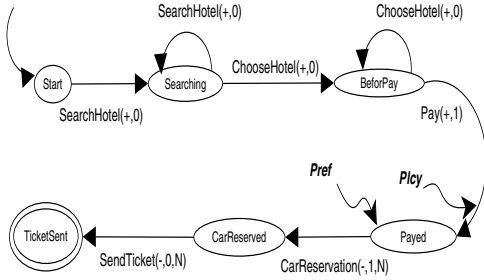 SearchHotel(+,0)
ChooseHotel(+,0)
Start
Searching
ChooseHotel(+,0)
BeforPay
SearchHotel(+,0)
Pay(+,1)
Pref
Plcy
TicketSent
CarReserved
Payed
SendTicket(-,0,N)
CarReservation(-,1,N)